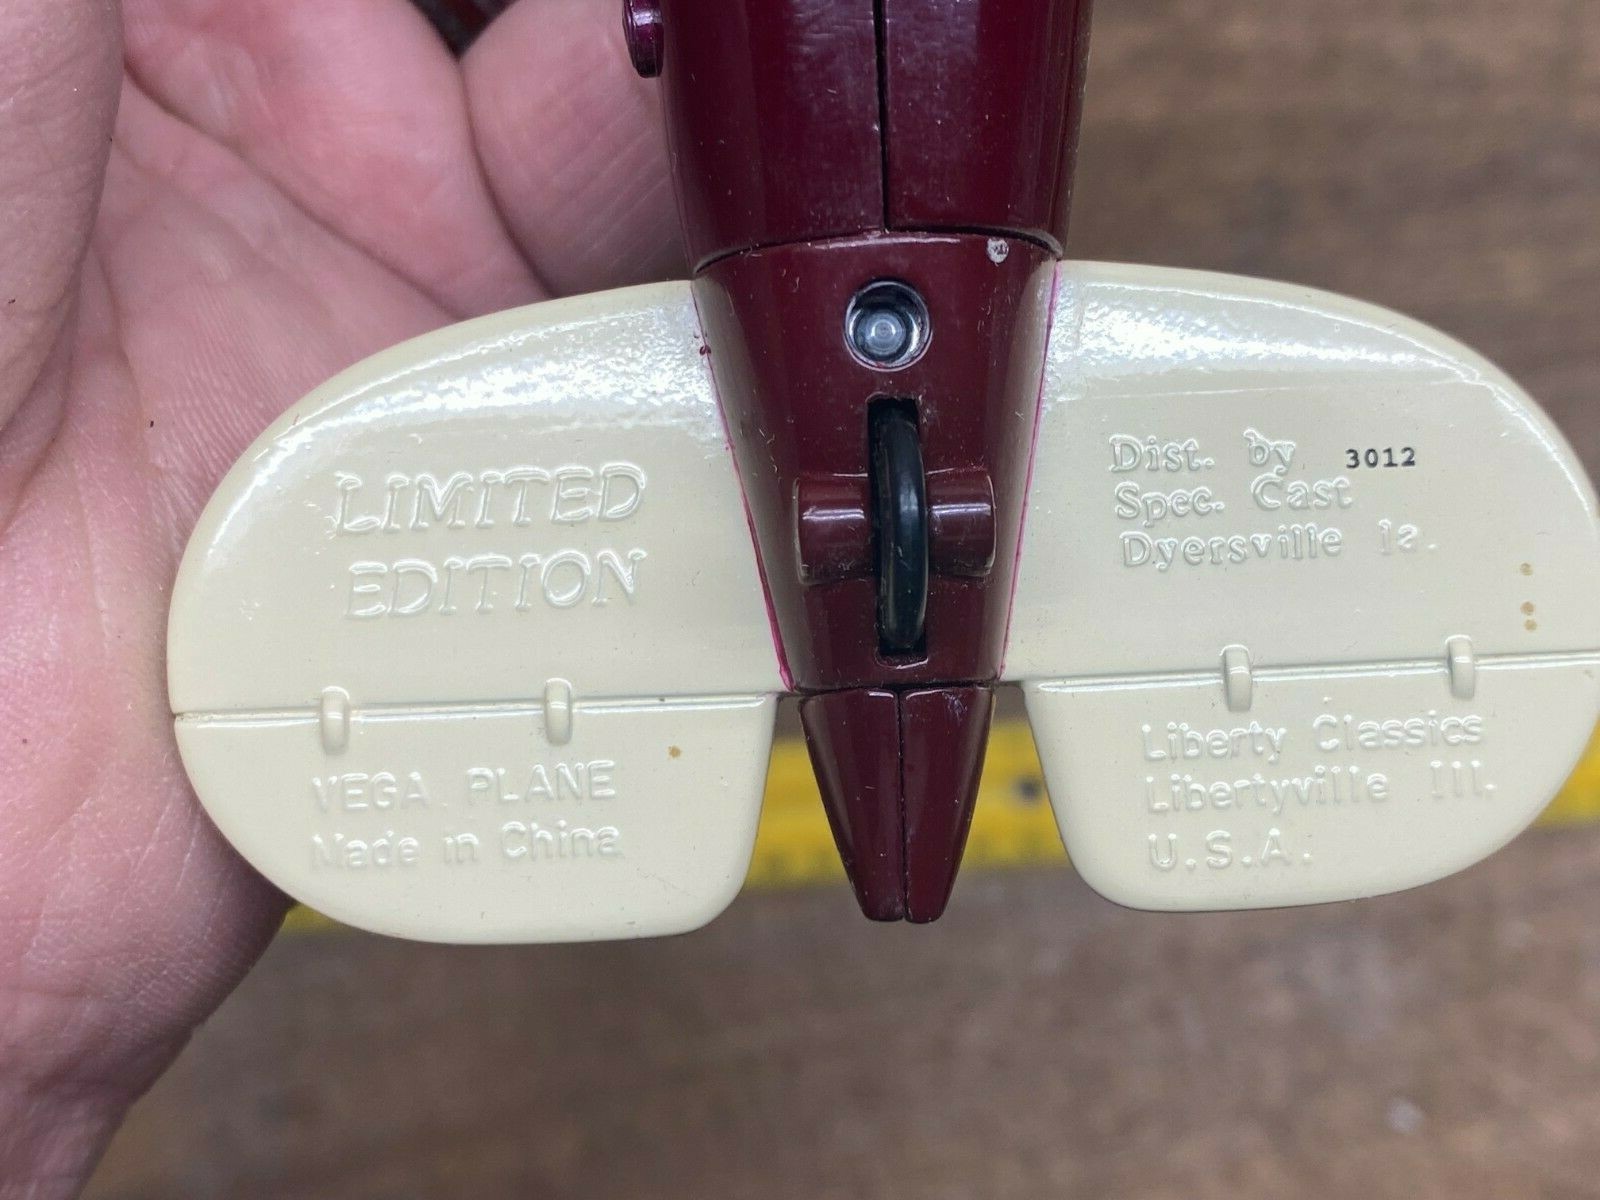 LIMITED
EDITION
VEGA PLANE
Made in China
Dist. by 3012
Spec. Cast
Dyersville Ia.
Liberty Classics
Libertyville Ill.
U.S.A.